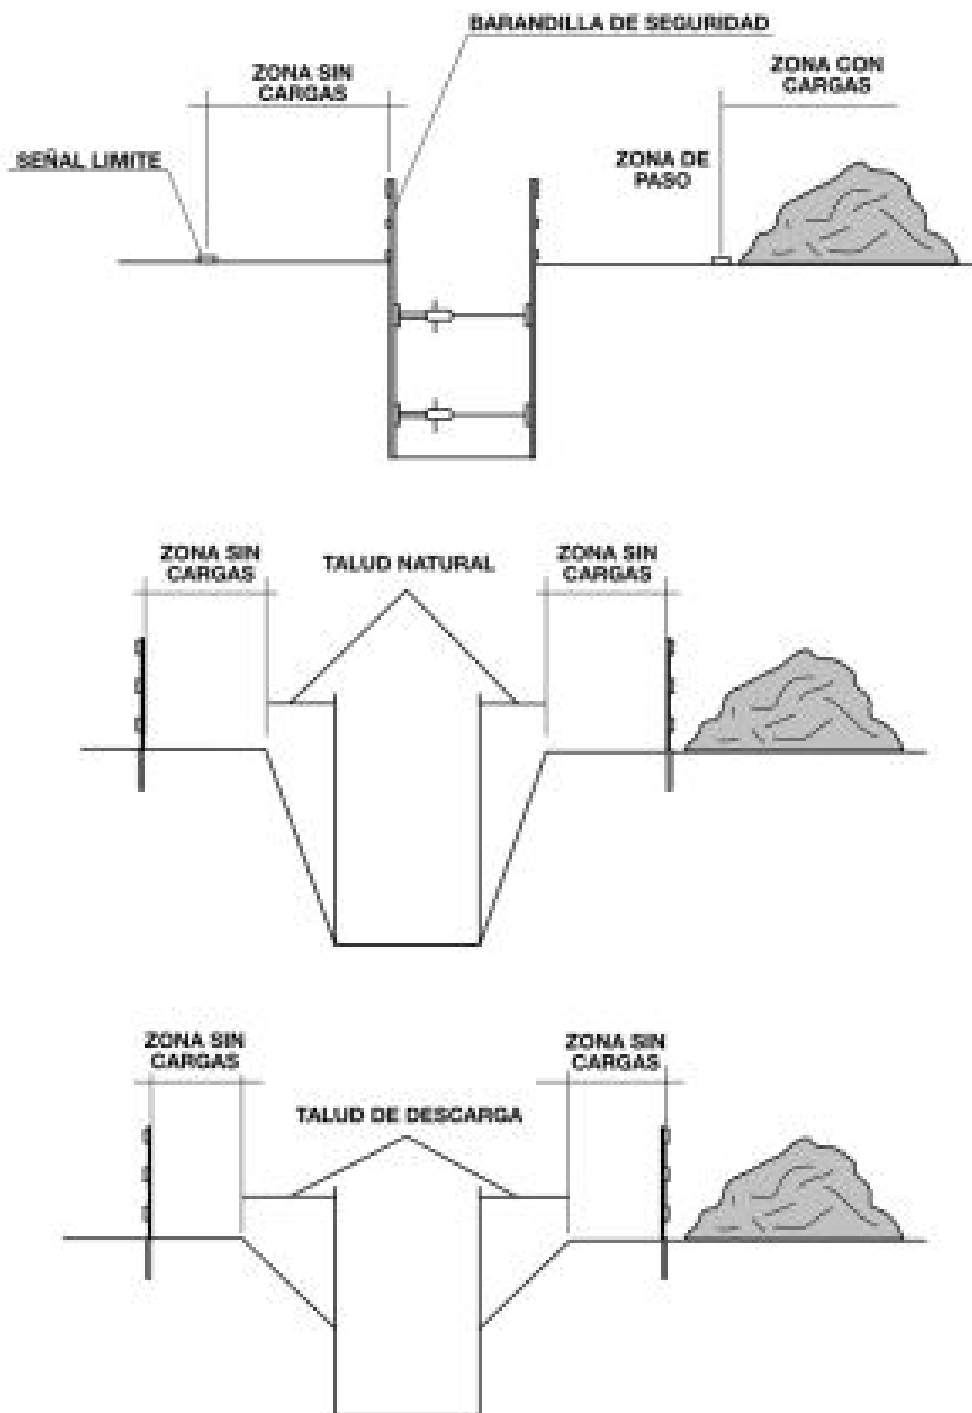 BARANDILLA DE SEGURIDAD
ZONA SIN
CARGAS
ZONA CON
CARGAS
SEÑAL LIMITE
ZONA DE
PASO
ZONA SIN
CARGAS
TALUD NATURAL
ZONA SIN
CARGAS
ZONA SIN
CARGAS
ZONA SIN
CARGAS
TALUD DE DESCARGA